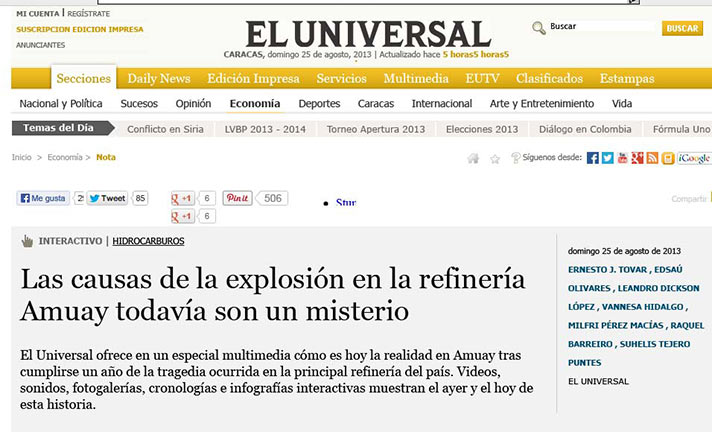 MI CUENTA | REGÍSTRATE
SUSCRIPCION EDICION IMPRESA
ANUNCIANTES
EL UNIVERSAL
CARACAS, domingo 25 de agosto, 2013 | Actualizado hace 5 horas5 horas5
Buscar
BUSCAR
Secciones Daily News Edición Impresa Servicios Multimedia EUTV Clasificados Estampas
Nacional y Política Sucesos Opinión Economía Deportes Caracas Internacional Arte y Entretenimiento Vida
Temas del Día Conflicto en Siria LVBP 2013 - 2014 Torneo Apertura 2013 Elecciones 2013 Diálogo en Colombia Fórmula Uno
Inicio > Economía > Nota
Síguenos desde: iGoogle
Me gusta Tweet 85 +1 6 Pinit 506
+1 6
Compartir
INTERACTIVO | HIDROCARBUROS
Las causas de la explosión en la refinería
Amuay todavía son un misterio
El Universal ofrece en un especial multimedia cómo es hoy la realidad en Amuay tras
cumplirse un año de la tragedia ocurrida en la principal refinería del país. Videos,
sonidos, fotogalerías, cronologías e infografías interactivas muestran el ayer y el hoy de
esta historia.
domingo 25 de agosto de 2013
ERNESTO J. TOVAR , EDSAÚ
OLIVARES , LEANDRO DICKSON
LÓPEZ , VANNESA HIDALGO ,
MILFRI PÉREZ MACÍAS , RAQUEL
BARREIRO , SUHELIS TEJERO
PUNTES
EL UNIVERSAL